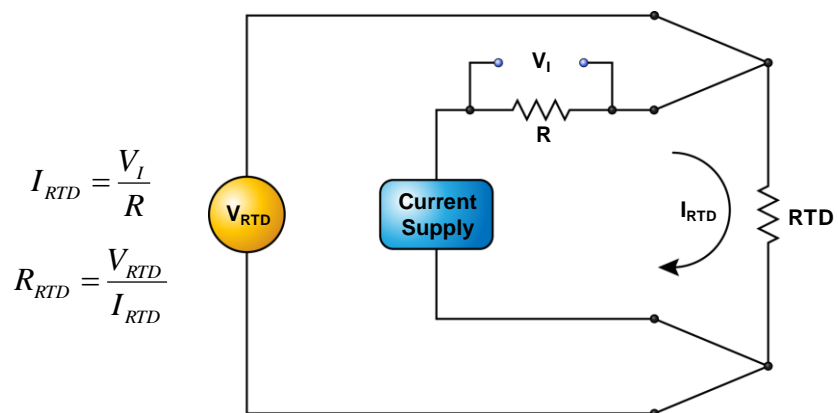 V_I
R
I_RTD = V_I / R
V_RTD
Current
Supply
I_RTD
RTD
R_RTD = V_RTD / I_RTD